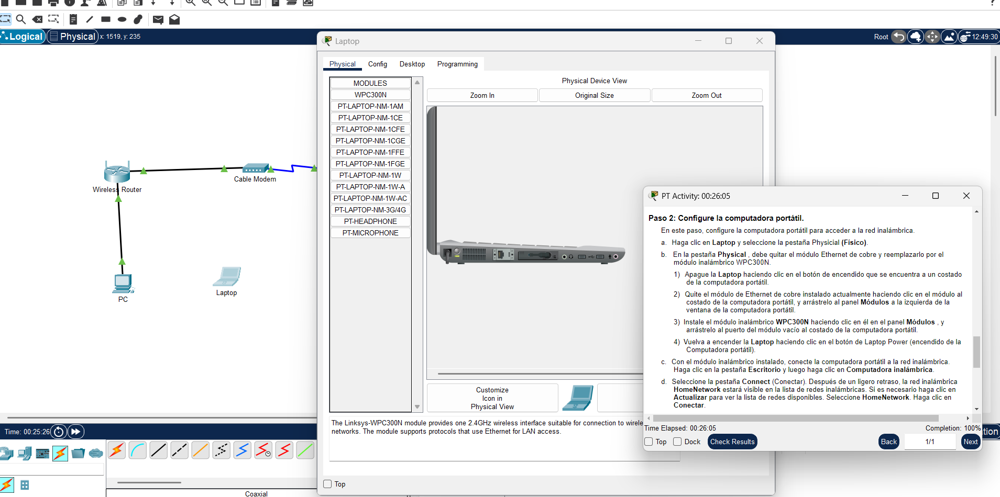 Logical
Physical
x: 1519, y: 235
Root
12:49:30
Laptop
Physical
Config
Desktop
Programming
MODULES
WPC300N
PT-LAPTOP-NM-1AM
PT-LAPTOP-NM-1CE
PT-LAPTOP-NM-1CFE
PT-LAPTOP-NM-1CGE
PT-LAPTOP-NM-1FFE
PT-LAPTOP-NM-1FGE
PT-LAPTOP-NM-1W
PT-LAPTOP-NM-1W-A
PT-LAPTOP-NM-1W-AC
PT-LAPTOP-NM-3G/4G
PT-HEADPHONE
PT-MICROPHONE
Physical Device View
Zoom In
Original Size
Zoom Out
Wireless Router
Cable Modem
PC
Laptop
Customize
Icon in
Physical View
The Linksys-WPC300N module provides one 2.4GHz wireless interface suitable for connection to wirele
networks. The module supports protocols that use Ethernet for LAN access.
Top
PT Activity: 00:26:05
Paso 2: Configure la computadora portátil.
En este paso, configure la computadora portátil para acceder a la red inalámbrica.
a. Haga clic en Laptop y seleccione la pestaña Physicial (Físico).
b. En la pestaña Physical , debe quitar el módulo Ethernet de cobre y reemplazarlo por el
módulo inalámbrico WPC300N.
1) Apague la Laptop haciendo clic en el botón de encendido que se encuentra a un costado
de la computadora portátil.
2) Quite el módulo de Ethernet de cobre instalado actualmente haciendo clic en el módulo al
costado de la computadora portátil, y arrástrelo al panel Módulos a la izquierda de la
ventana de la computadora portátil.
3) Instale el módulo inalámbrico WPC300N haciendo clic en él en el panel Módulos , y
arrástrelo al puerto del módulo vacío al costado de la computadora portátil.
4) Vuelva a encender la Laptop haciendo clic en el botón de Laptop Power (encendido de la
Computadora portátil).
c. Con el módulo inalámbrico instalado, conecte la computadora portátil a la red inalámbrica.
Haga clic en la pestaña Escritorio y luego haga clic en Computadora inalámbrica.
d. Seleccione la pestaña Connect (Conectar). Después de un ligero retraso, la red inalámbrica
HomeNetwork estará visible en la lista de redes inalámbricas. Si es necesario haga clic en
Actualizar para ver la lista de redes disponibles. Seleccione HomeNetwork. Haga clic en
Conectar.
Time Elapsed: 00:26:05
Completion: 100%
Top
Dock
Check Results
Back
1/1
Next
tion
Time: 00:25:26
Coaxial